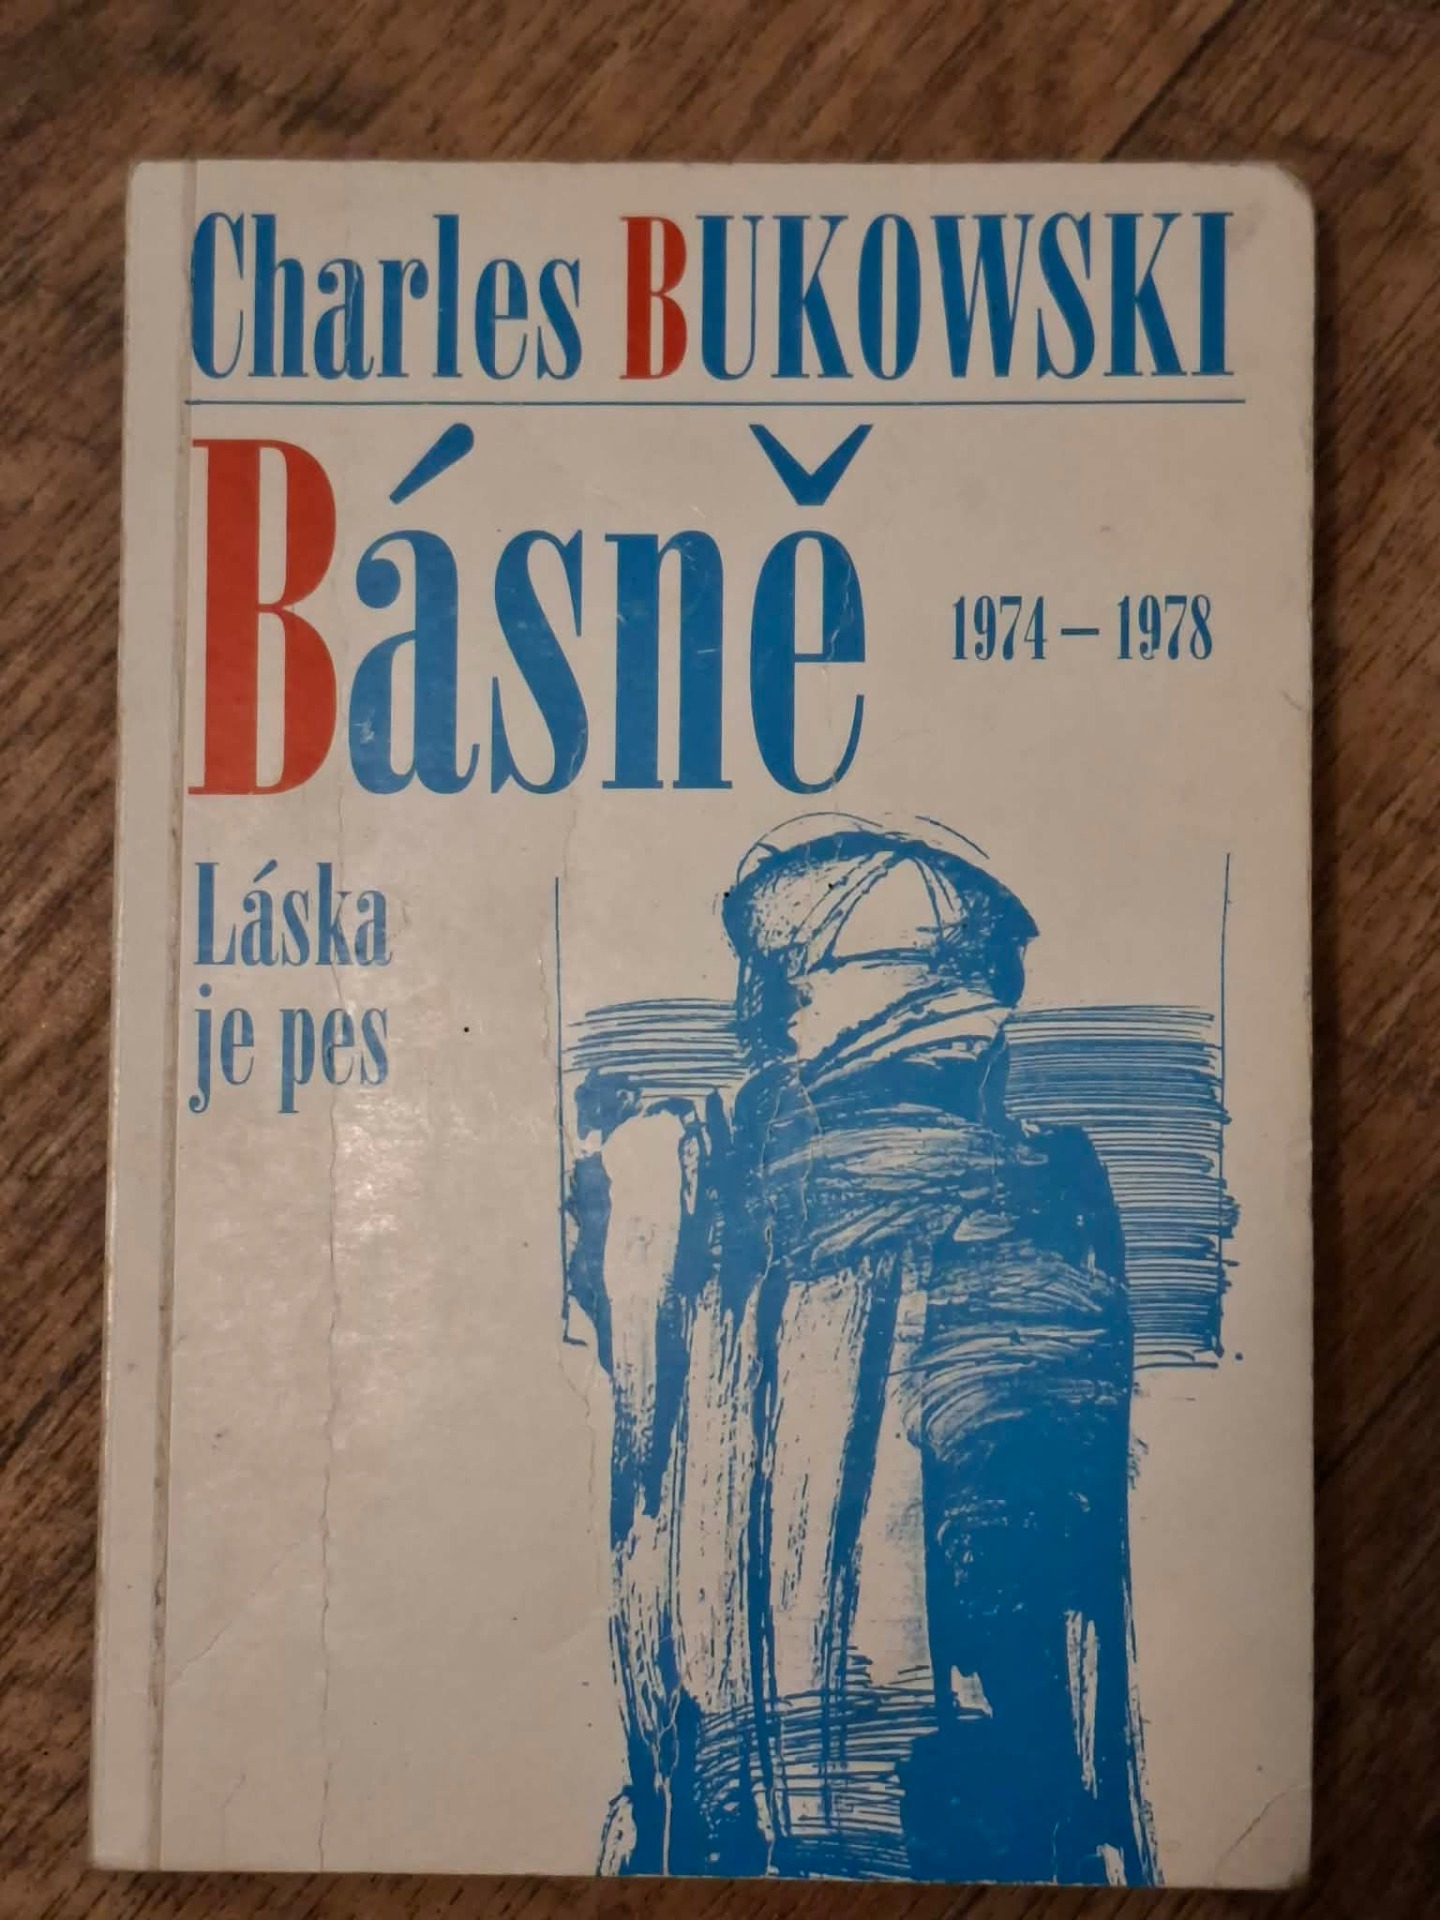 Charles BUKOWSKI
Básně
1974 – 1978
Láska
je pes